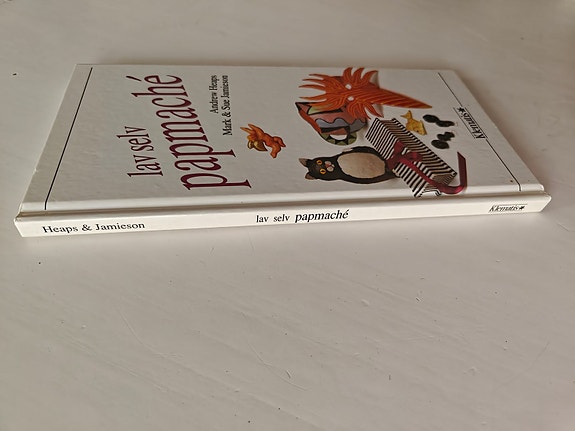 lav selv
papmaché
Andrew Heaps
Mark & Sue Jamieson
Klematis
Heaps & Jamieson
lav selv papmaché
Klematis